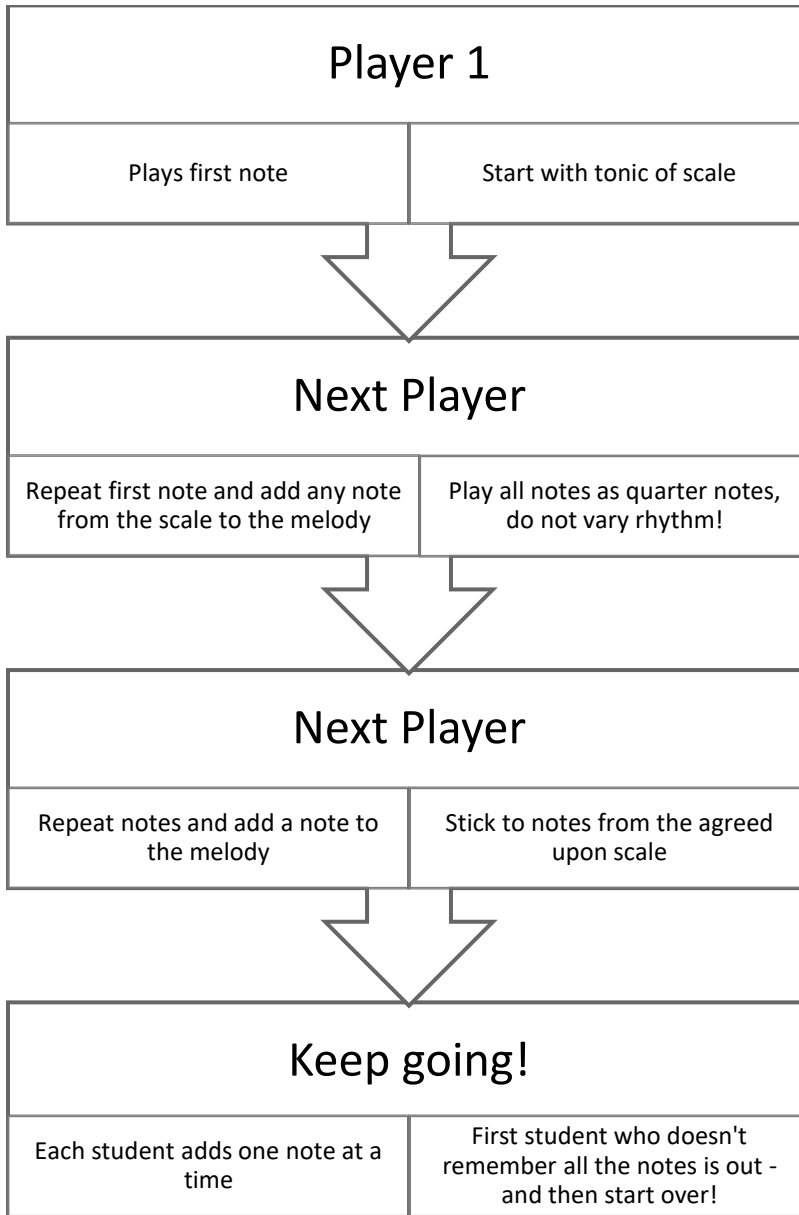 Player 1
Plays first note
Start with tonic of scale
Next Player
Repeat first note and add any note
from the scale to the melody
Play all notes as quarter notes,
do not vary rhythm!
Next Player
Repeat notes and add a note to
the melody
Stick to notes from the agreed
upon scale
Keep going!
Each student adds one note at a
time
First student who doesn't
remember all the notes is out -
and then start over!